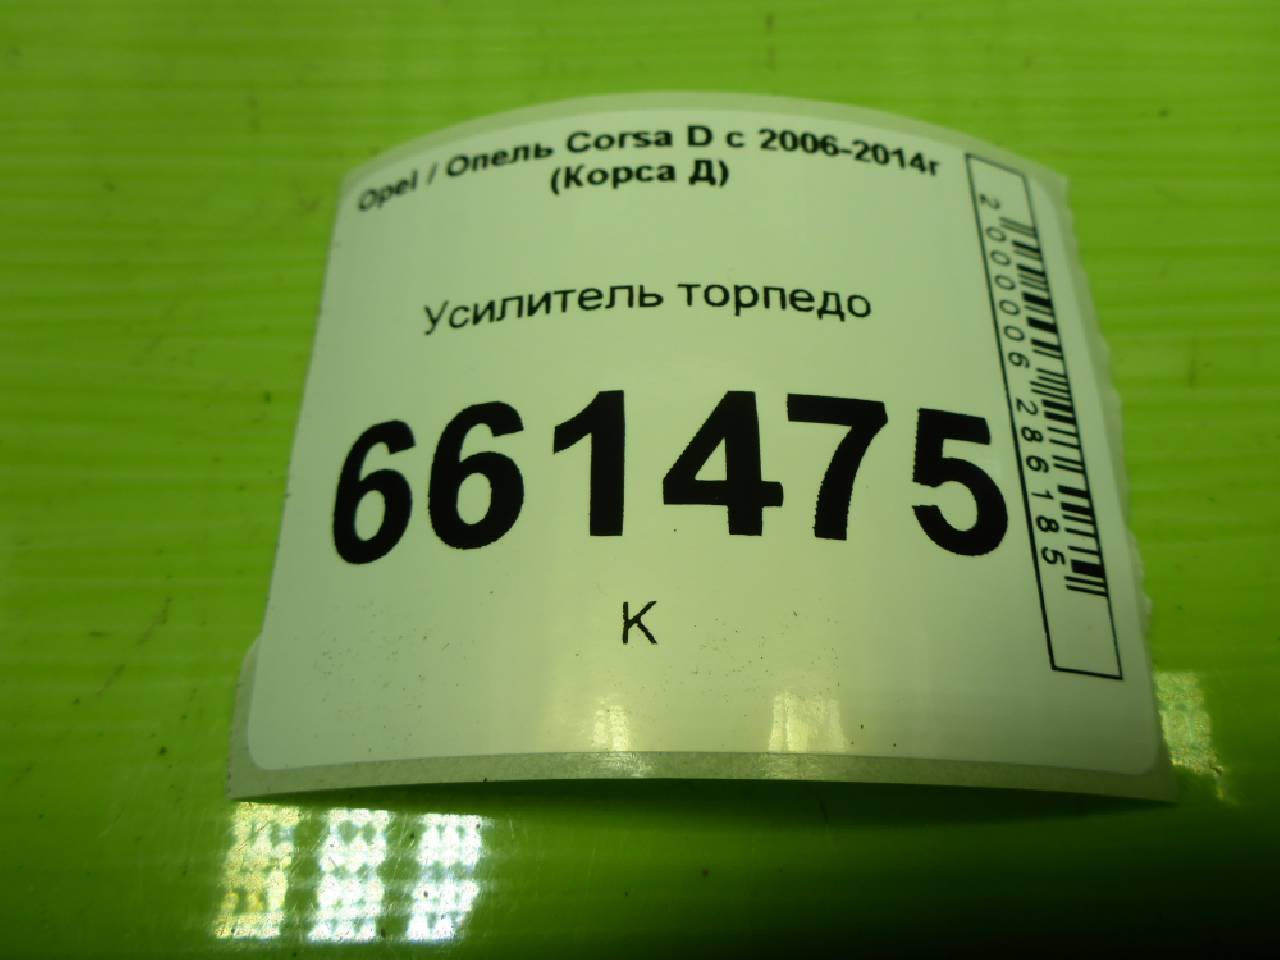 Opel / Опель Corsa D с 2006-2014г
(Корса Д)
Усилитель торпедо
661475
К
2000006286185